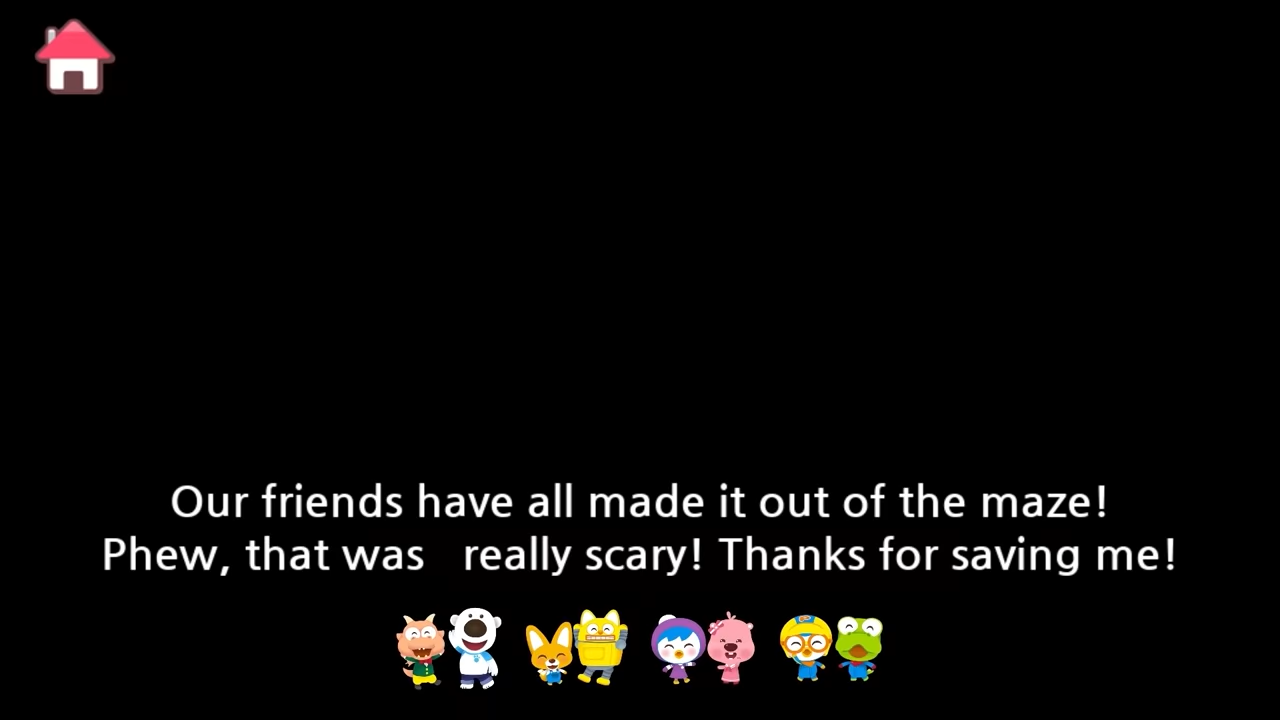 Our friends have all made it out of the maze!
Phew, that was   really scary! Thanks for saving me!